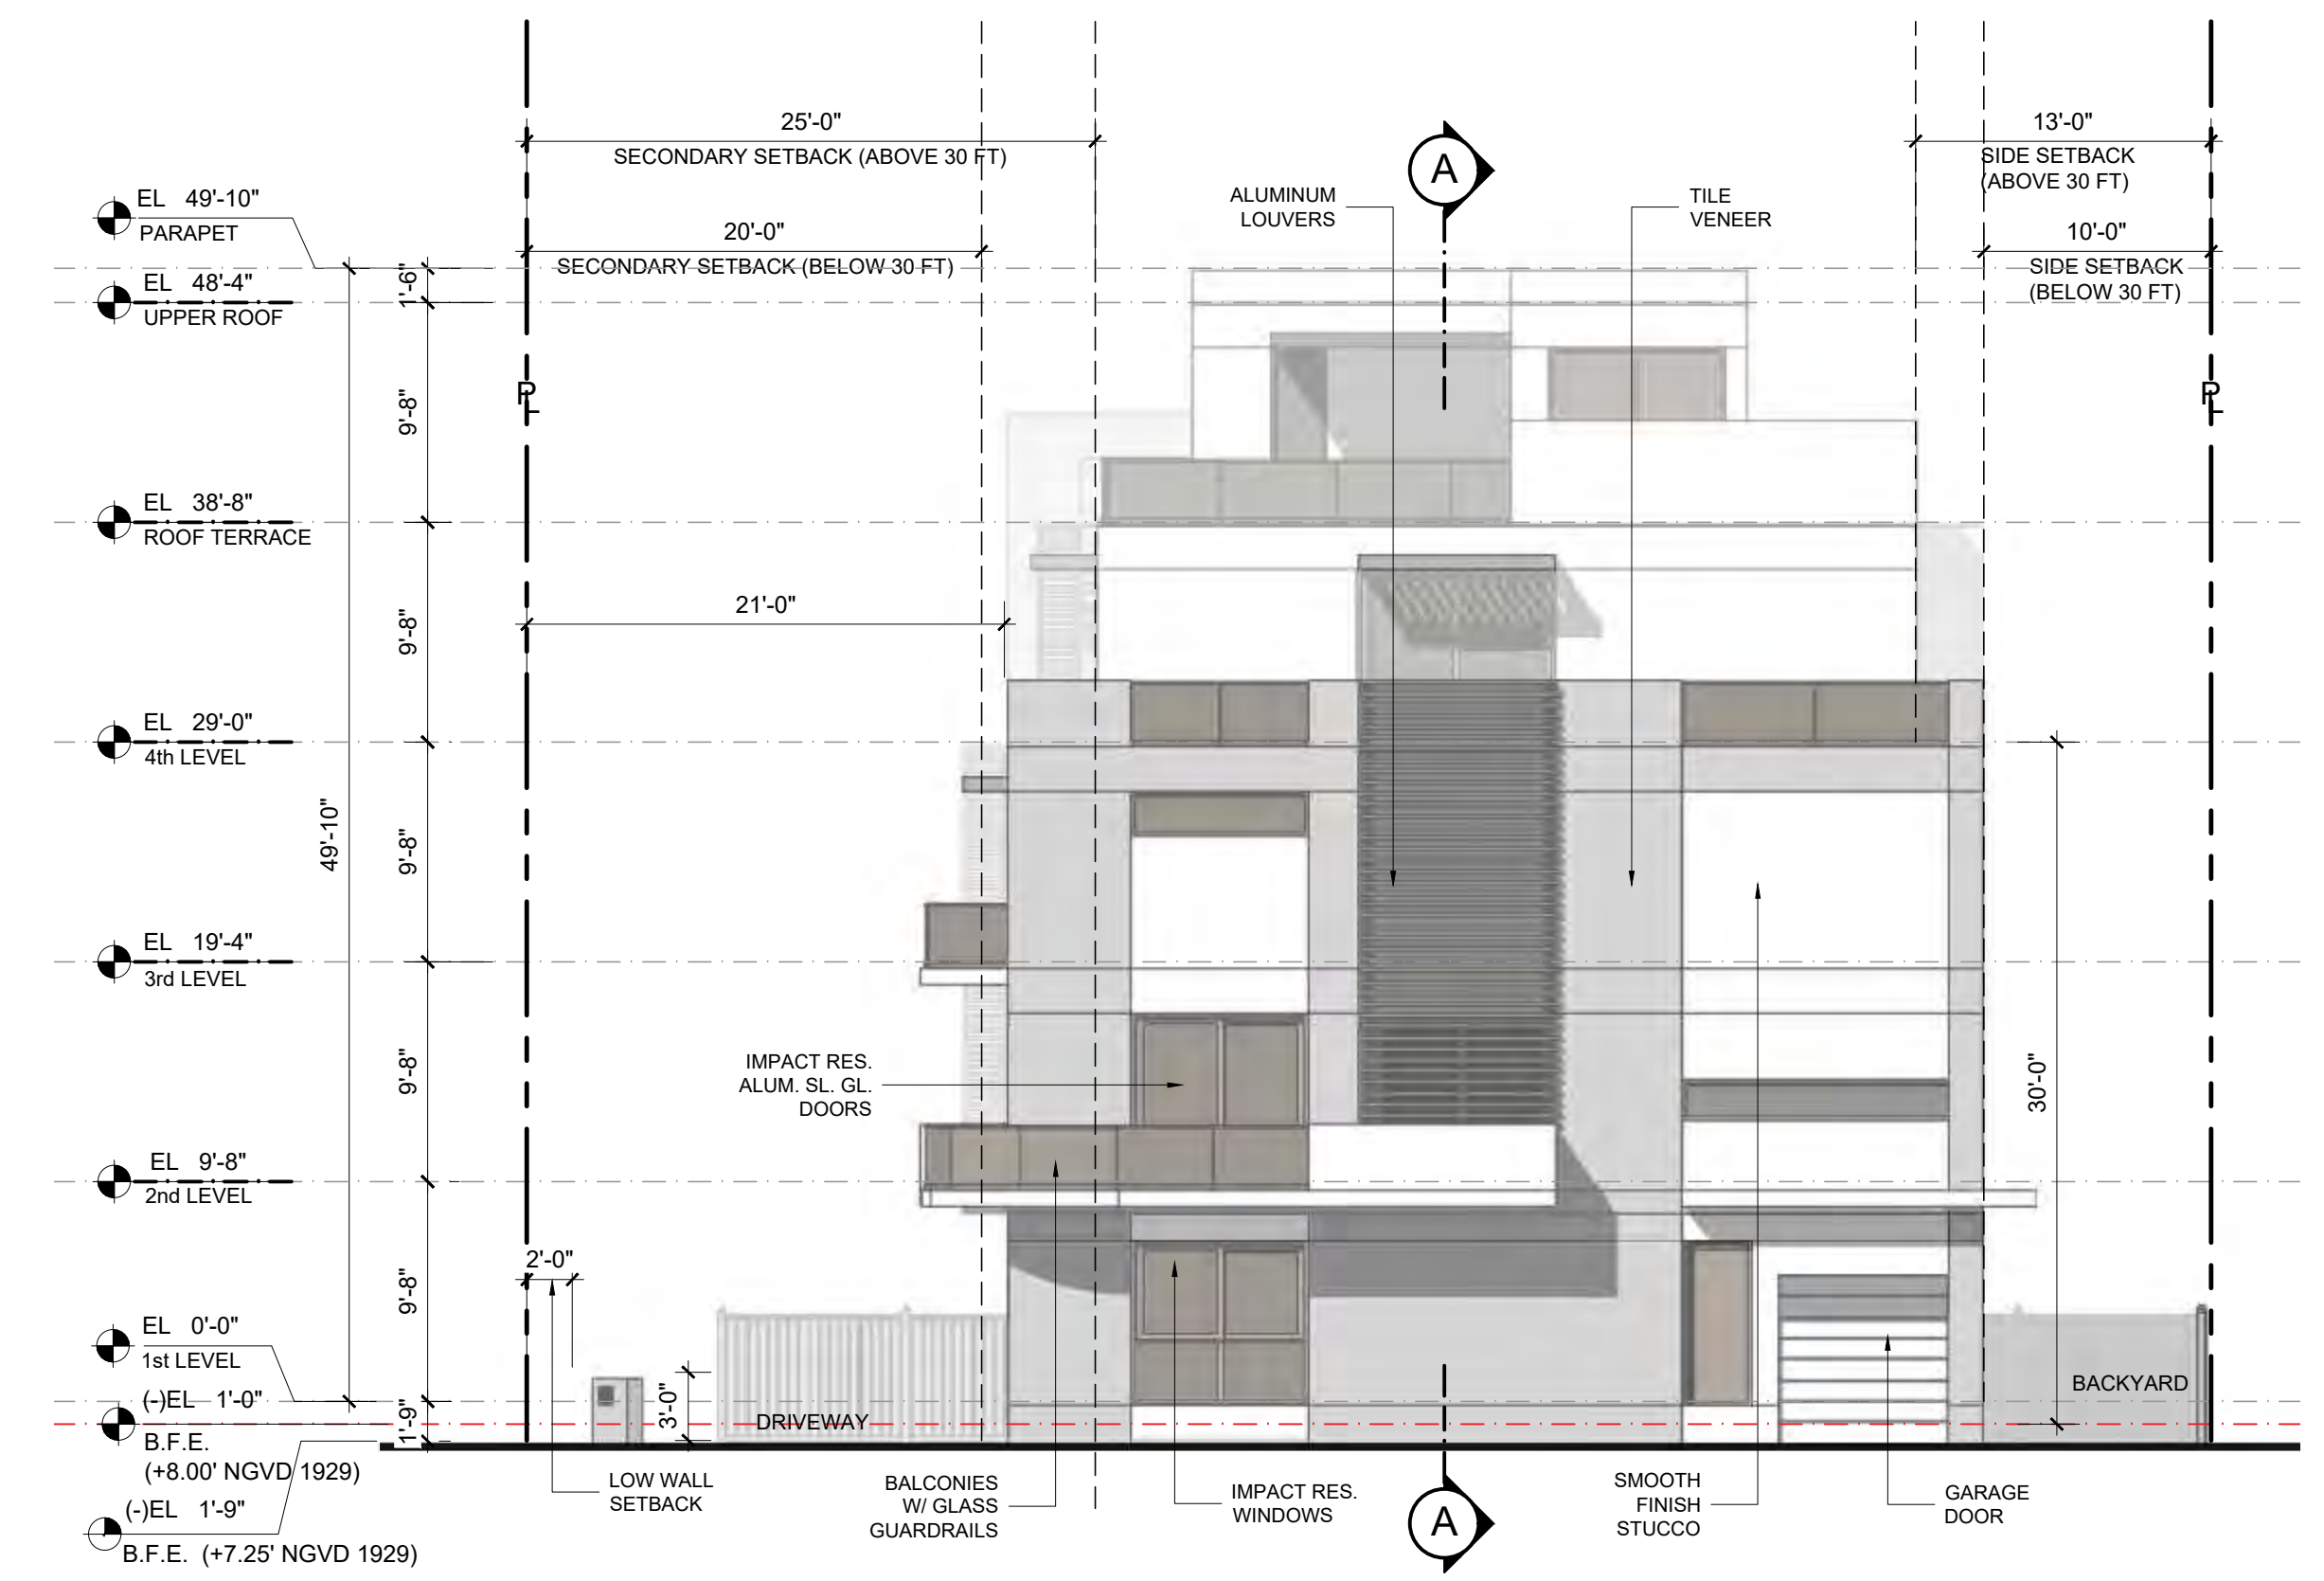 25'-0"
SECONDARY SETBACK (ABOVE 30 FT)
20'-0"
SECONDARY SETBACK (BELOW 30 FT)
13'-0"
SIDE SETBACK
(ABOVE 30 FT)
10'-0"
SIDE SETBACK
(BELOW 30 FT)
A
ALUMINUM
LOUVERS
TILE
VENEER
EL 49'-10"
PARAPET
EL 48'-4"
UPPER ROOF
EL 38'-8"
ROOF TERRACE
EL 29'-0"
4th LEVEL
EL 19'-4"
3rd LEVEL
EL 9'-8"
2nd LEVEL
EL 0'-0"
1st LEVEL
(-)EL 1'-0"
B.F.E.
(+8.00' NGVD 1929)
(-)EL 1'-9"
B.F.E. (+7.25' NGVD 1929)
49'-10"
1'-6"
9'-8"
9'-8"
9'-8"
9'-8"
9'-8"
1'-9"
PL
PL
21'-0"
30'-0"
2'-0"
3'-0"
IMPACT RES.
ALUM. SL. GL.
DOORS
DRIVEWAY
BACKYARD
LOW WALL
SETBACK
BALCONIES
W/ GLASS
GUARDRAILS
IMPACT RES.
WINDOWS
A
SMOOTH
FINISH
STUCCO
GARAGE
DOOR